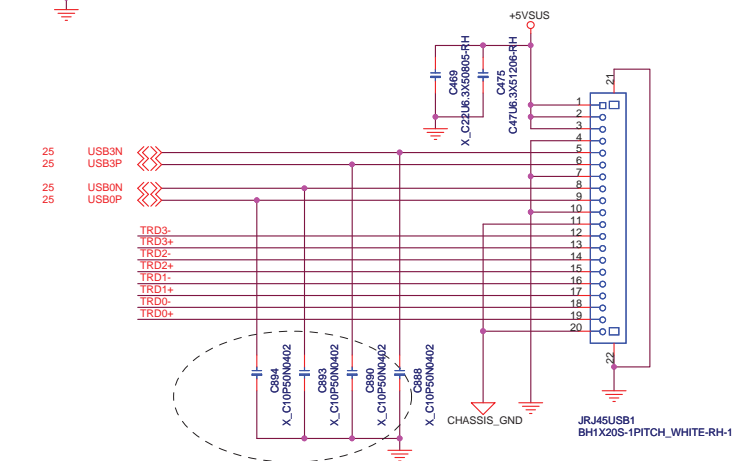 +5VSUS
C469
X_C22U6.3X50805-RH
C475
C47U6.3X51206-RH
21
1
2
3
4
25 USB3N 5
25 USB3P 6
7
25 USB0N 8
25 USB0P 9
10
11
TRD3- 12
TRD3+ 13
TRD2- 14
TRD2+ 15
TRD1- 16
TRD1+ 17
TRD0- 18
TRD0+ 19
20
22
C894
X_C10P50N0402
C893
X_C10P50N0402
C890
X_C10P50N0402
C888
X_C10P50N0402
CHASSIS_GND
JRJ45USB1
BH1X20S-1PITCH_WHITE-RH-1